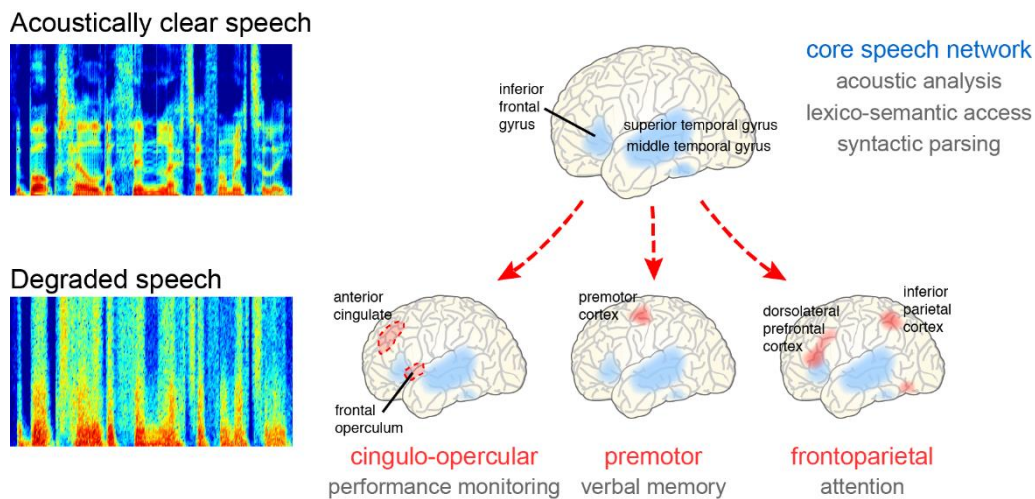 Acoustically clear speech
core speech network
acoustic analysis
lexico-semantic access
syntactic parsing
inferior
frontal
gyrus
superior temporal gyrus
middle temporal gyrus
Degraded speech
anterior
cingulate
frontal
operculum
cingulo-opercular
performance monitoring
premotor
cortex
premotor
verbal memory
dorsolateral
prefrontal
cortex
inferior
parietal
cortex
frontoparietal
attention